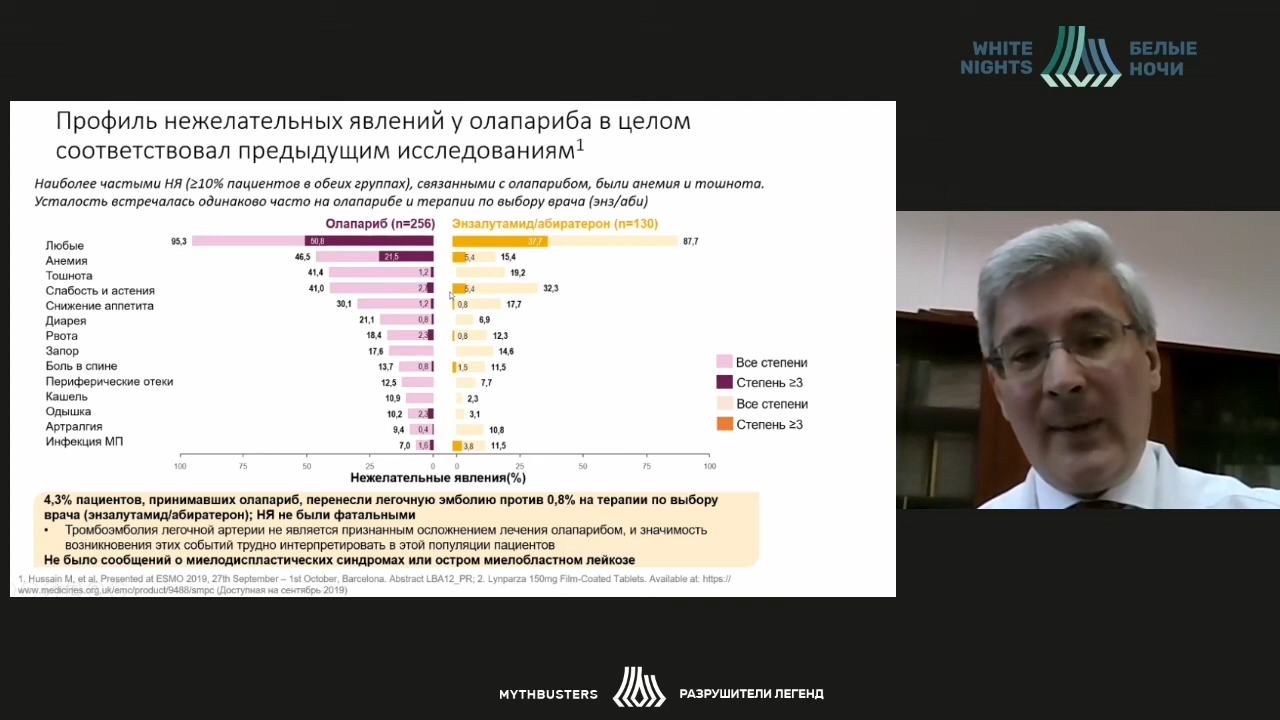 WHITE
NIGHTS
БЕЛЫЕ
НОЧИ
Профиль нежелательных явлений у олапариба в целом
соответствовал предыдущим исследованиям1
Наиболее частыми НЯ (≥10% пациентов в обеих группах), связанными с олапарибом, были анемия и тошнота.
Усталость встречалась одинаково часто на олапарибе и терапии по выбору врача (энз/аби)
Олапариб (n=256) Энзалутамид/абиратерон (n=130)
Любые 95,3 50,8 37,7 87,7
Анемия 46,5 21,5 5,4 15,4
Тошнота 41,4 1,2 19,2
Слабость и астения 41,0 2,7 5,4 32,3
Снижение аппетита 30,1 1,2 0,8 17,7
Диарея 21,1 0,8 6,9
Рвота 18,4 2,3 0,8 12,3
Запор 17,6 14,6
Боль в спине 13,7 0,8 1,5 11,5
Периферические отеки 12,5 7,7
Кашель 10,9 2,3
Одышка 10,2 2,3 3,1
Артралгия 9,4 0,4 10,8
Инфекция МП 7,0 1,6 3,8 11,5
Все степени
Степень ≥3
Все степени
Степень ≥3
100 75 50 25 0 0 25 50 75 100
Нежелательные явления(%)
4,3% пациентов, принимавших олапариб, перенесли легочную эмболию против 0,8% на терапии по выбору
врача (энзалутамид/абиратерон); НЯ не были фатальными
• Тромбоэмболия легочной артерии не является признанным осложнением лечения олапарибом, и значимость
возникновения этих событий трудно интерпретировать в этой популяции пациентов
Не было сообщений о миелодиспластических синдромах или остром миелобластном лейкозе
1. Hussain M, et al, Presented at ESMO 2019, 27th September – 1st October, Barcelona. Abstract LBA12_PR; 2. Lynparza 150mg Film-Coated Tablets. Available at: https://
www.medicines.org.uk/emc/product/9488/smpc (Доступная на сентябрь 2019)
MYTHBUSTERS РАЗРУШИТЕЛИ ЛЕГЕНД